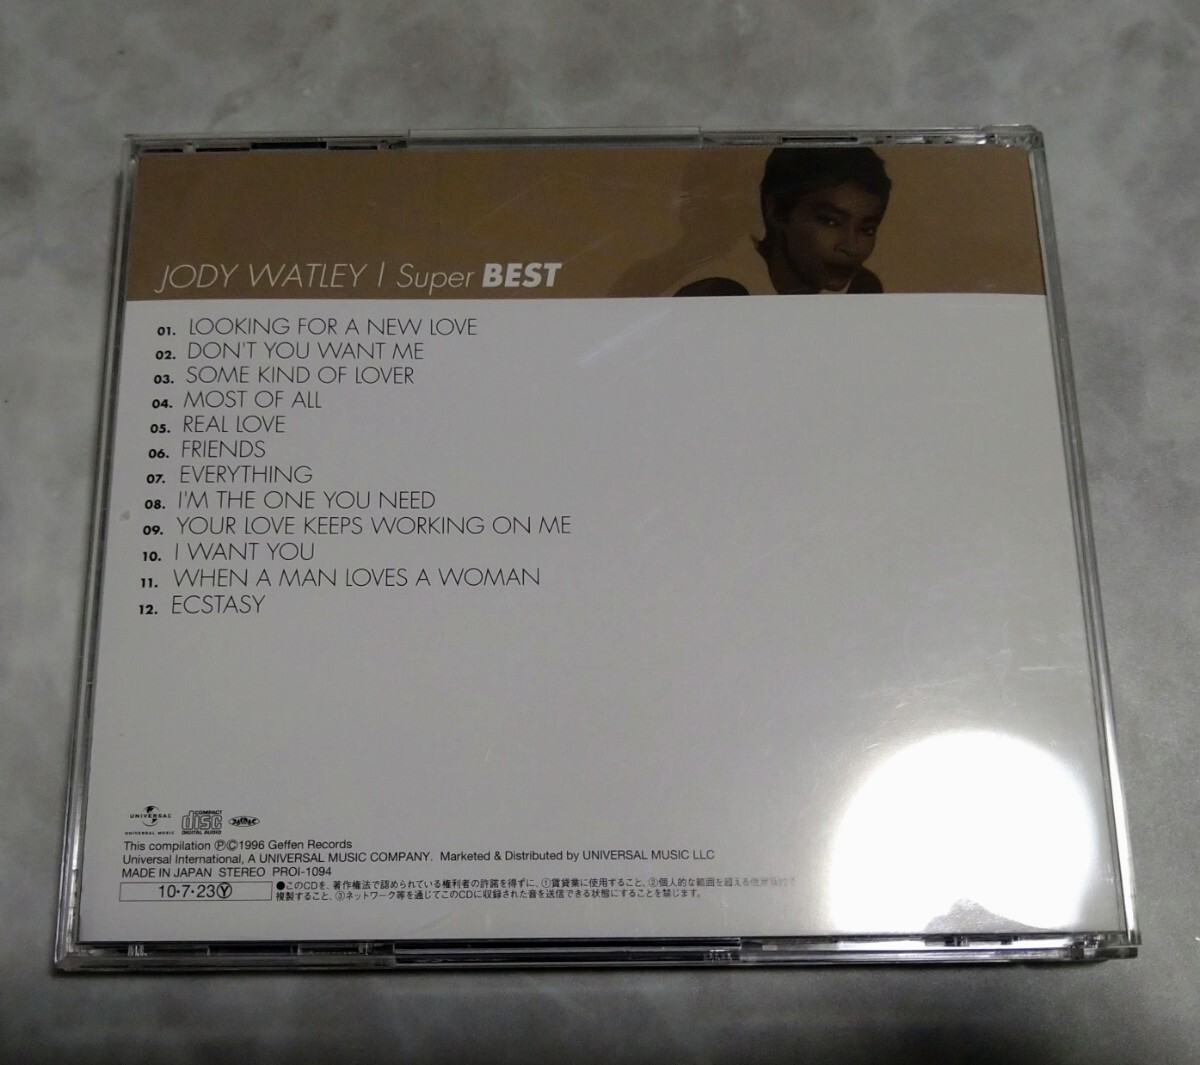 JODY WATLEY | Super BEST
01. LOOKING FOR A NEW LOVE
02. DON'T YOU WANT ME
03. SOME KIND OF LOVER
04. MOST OF ALL
05. REAL LOVE
06. FRIENDS
07. EVERYTHING
08. I'M THE ONE YOU NEED
09. YOUR LOVE KEEPS WORKING ON ME
10. I WANT YOU
11. WHEN A MAN LOVES A WOMAN
12. ECSTASY
UNIVERSAL
UNIVERSAL MUSIC
COMPACT
disc
DIGITAL AUDIO
This compilation ℗©1996 Geffen Records
Universal International, A UNIVERSAL MUSIC COMPANY. Marketed & Distributed by UNIVERSAL MUSIC LLC
MADE IN JAPAN STEREO PROI-1094
10・7・23Ⓨ
●このCDを、著作権法で認められている権利者の許諾を得ずに、①賃貸業に使用すること、②個人的な範囲を超える使用目的で
複製すること、③ネットワーク等を通じてこのCDに収録された音を送信できる状態にすることを禁じます。